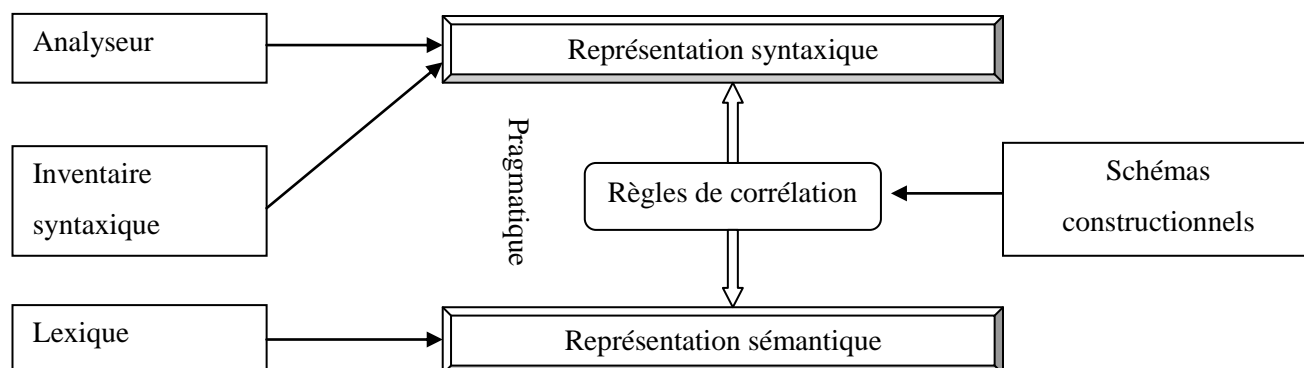 Analyseur
Représentation syntaxique
Inventaire
syntaxique
Pragmatique
Règles de corrélation
Schémas
constructionnels
Lexique
Représentation sémantique